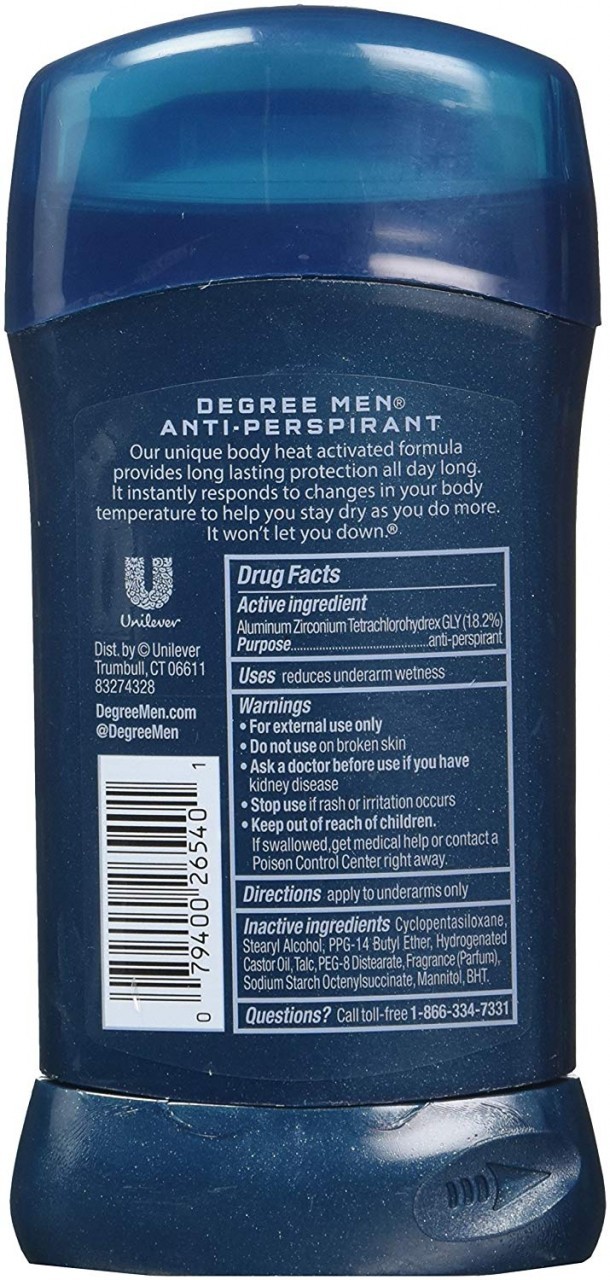 DEGREE MEN®
ANTI-PERSPIRANT
Our unique body heat activated formula
provides long lasting protection all day long.
It instantly responds to changes in your body
temperature to help you stay dry as you do more.
It won't let you down.®
Unilever
Dist. by © Unilever
Trumbull, CT 06611
83274328
DegreeMen.com
@DegreeMen
0 79400 26540 1
Drug Facts
Active ingredient
Aluminum Zirconium Tetrachlorohydrex GLY (18.2%)
Purpose..........................................anti-perspirant
Uses reduces underarm wetness
Warnings
• For external use only
• Do not use on broken skin
• Ask a doctor before use if you have
kidney disease
• Stop use if rash or irritation occurs
• Keep out of reach of children.
If swallowed, get medical help or contact a
Poison Control Center right away.
Directions apply to underarms only
Inactive ingredients Cyclopentasiloxane,
Stearyl Alcohol, PPG-14 Butyl Ether, Hydrogenated
Castor Oil, Talc, PEG-8 Distearate, Fragrance (Parfum),
Sodium Starch Octenylsuccinate, Mannitol, BHT.
Questions? Call toll-free 1-866-334-7331